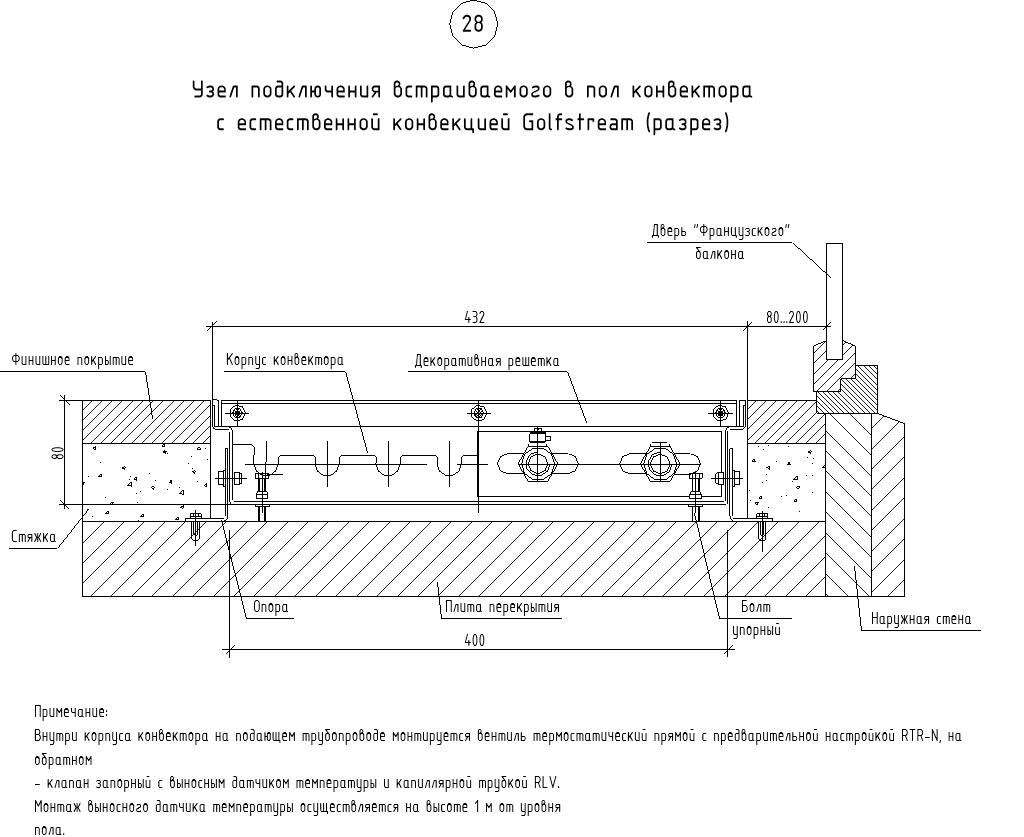 28
Узел подключения встраиваемого в пол конвектора
с естественной конвекцией Golfstream (разрез)
Дверь "Французского"
балкона
432
80...200
Финишное покрытие
Корпус конвектора
Декоративная решетка
80
Стяжка
Опора
Плита перекрытия
Болт
упорный
Наружная стена
400
Примечание:
Внутри корпуса конвектора на подающем трубопроводе монтируется вентиль термостатический прямой с предварительной настройкой RTR-N, на
обратном
- клапан запорный с выносным датчиком температуры и капиллярной трубкой RLV.
Монтаж выносного датчика температуры осуществляется на высоте 1 м от уровня
пола.